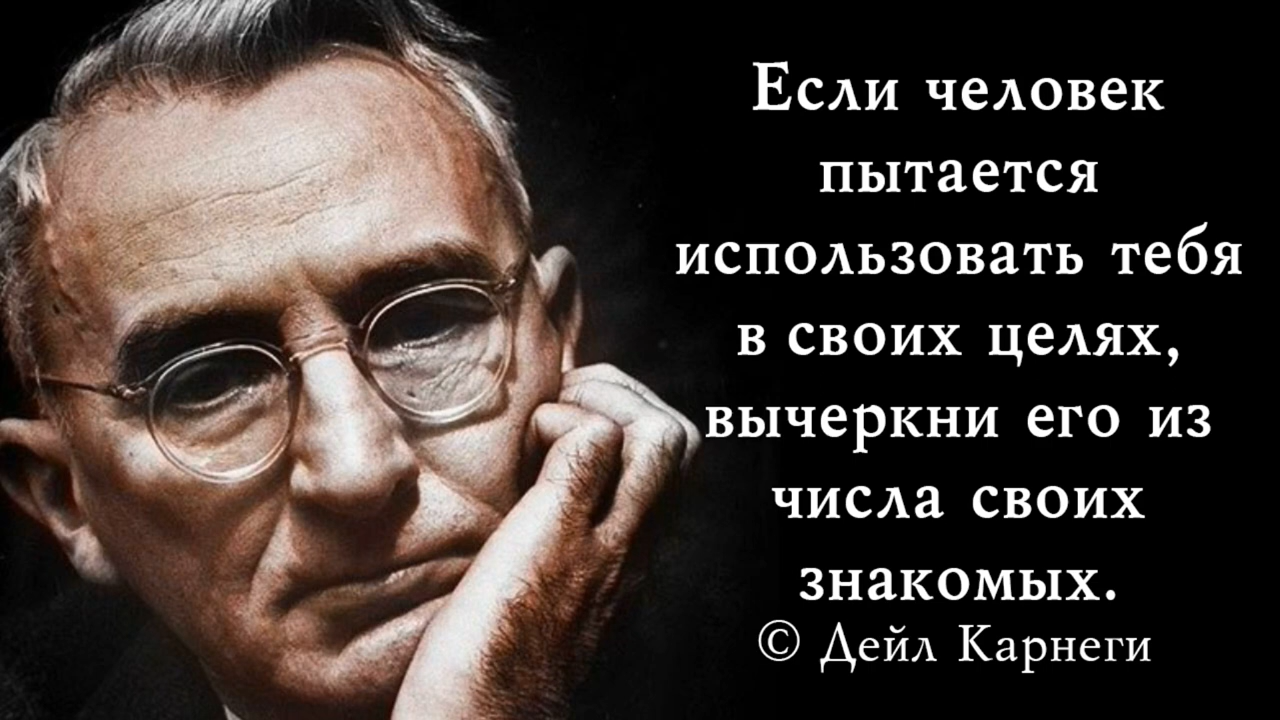 Если человек
пытается
использовать тебя
в своих целях,
вычеркни его из
числа своих
знакомых.
© Дейл Карнеги